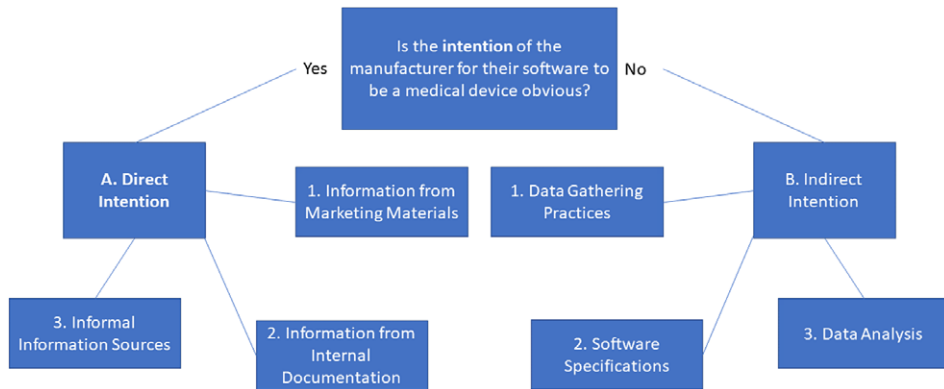 Is the intention of the
manufacturer for their software to
be a medical device obvious?
Yes
No
A. Direct
Intention
1. Information from
Marketing Materials
1. Data Gathering
Practices
B. Indirect
Intention
3. Informal
Information Sources
2. Information from
Internal
Documentation
2. Software
Specifications
3. Data Analysis